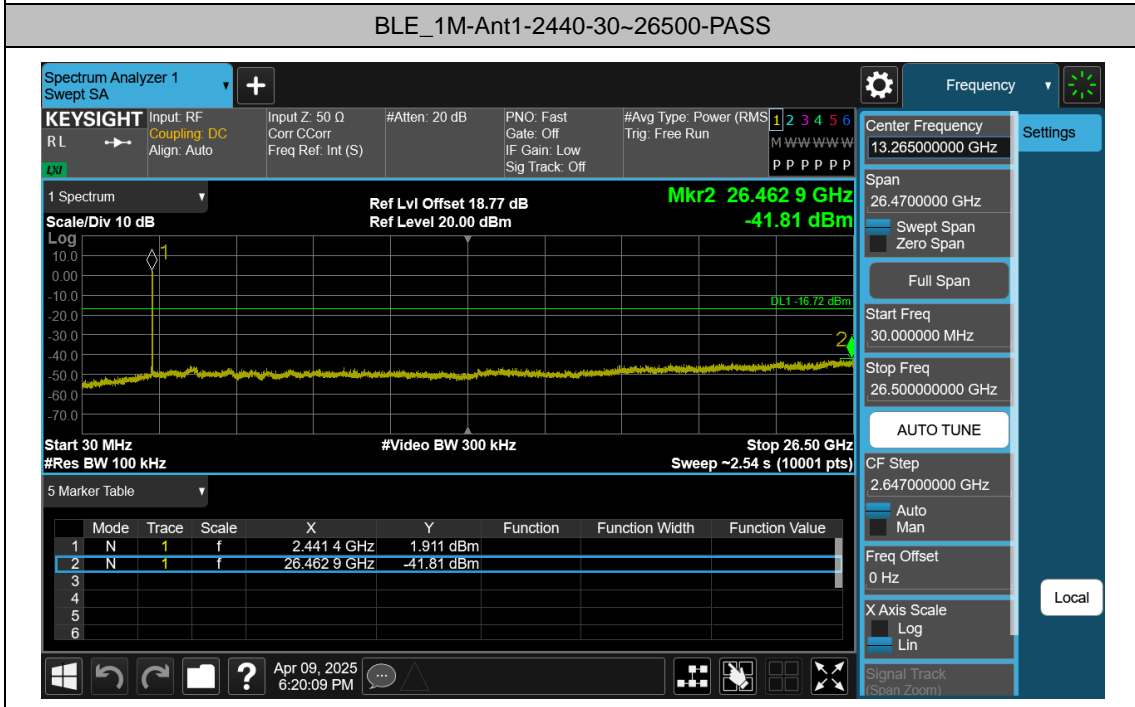 BLE_1M-Ant1-2440-30~26500-PASS
Spectrum Analyzer 1
Swept SA
Frequency
KEYSIGHT
RL
LXI
Input: RF
Coupling: DC
Align: Auto
Input Z: 50 Ω
Corr CCorr
Freq Ref: Int (S)
#Atten: 20 dB
PNO: Fast
Gate: Off
IF Gain: Low
Sig Track: Off
#Avg Type: Power (RMS
Trig: Free Run
1 2 3 4 5 6
M W W W W W
P P P P P P
1 Spectrum
Scale/Div 10 dB
Log
Ref Lvl Offset 18.77 dB
Ref Level 20.00 dBm
Mkr2 26.462 9 GHz
-41.81 dBm
10.0
0.00
-10.0
-20.0
-30.0
-40.0
-50.0
-60.0
-70.0
1
DL1 -16.72 dBm
2
Start 30 MHz
#Res BW 100 kHz
#Video BW 300 kHz
Stop 26.50 GHz
Sweep ~2.54 s (10001 pts)
5 Marker Table
Mode Trace Scale X Y Function Function Width Function Value
1 N 1 f 2.441 4 GHz 1.911 dBm
2 N 1 f 26.462 9 GHz -41.81 dBm
3
4
5
6
Center Frequency
13.265000000 GHz
Settings
Span
26.4700000 GHz
Swept Span
Zero Span
Full Span
Start Freq
30.000000 MHz
Stop Freq
26.500000000 GHz
AUTO TUNE
CF Step
2.647000000 GHz
Auto
Man
Freq Offset
0 Hz
X Axis Scale
Log
Lin
Signal Track
(Span Zoom)
Local
?
Apr 09, 2025
6:20:09 PM